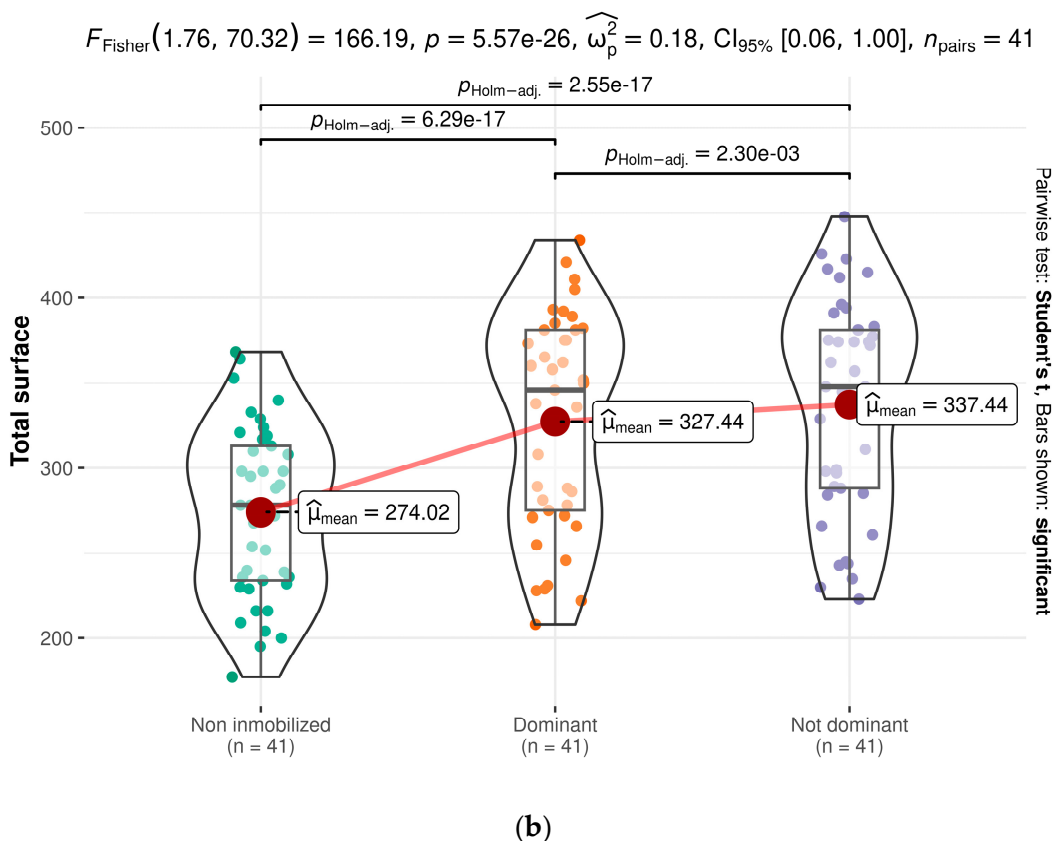 F_Fisher(1.76, 70.32) = 166.19, p = 5.57e-26, ω̂²_p = 0.18, CI_95% [0.06, 1.00], n_pairs = 41
p_Holm−adj. = 2.55e-17
p_Holm−adj. = 6.29e-17
p_Holm−adj. = 2.30e-03
500
400
300
200
Total surface
μ̂_mean = 274.02
μ̂_mean = 327.44
μ̂_mean = 337.44
Pairwise test: Student's t, Bars shown: significant
Non inmobilized
(n = 41)
Dominant
(n = 41)
Not dominant
(n = 41)
(b)